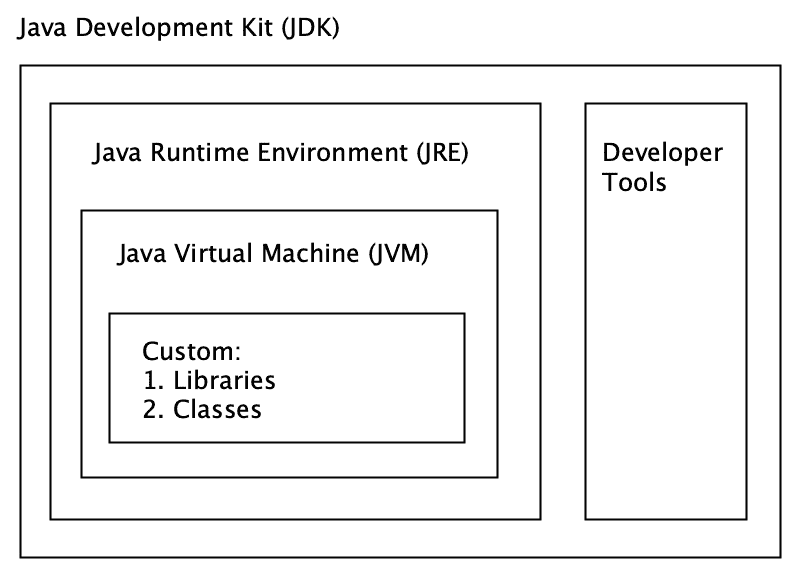 Java Development Kit (JDK)
Java Runtime Environment (JRE)
Developer
Tools
Java Virtual Machine (JVM)
Custom:
1. Libraries
2. Classes